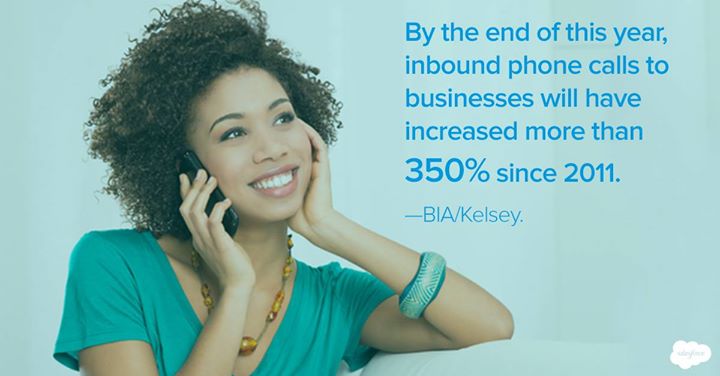 By the end of this year,
inbound phone calls to
businesses will have
increased more than
350% since 2011.
—BIA/Kelsey.
salesforce